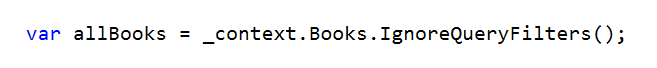 var allBooks = _context.Books.IgnoreQueryFilters();